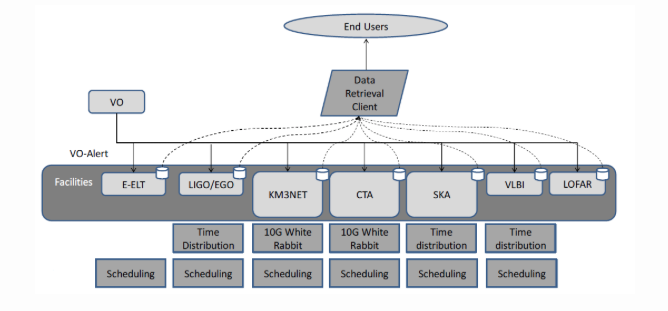 End Users
Data
Retrieval
Client
VO
VO-Alert
Facilities
E-ELT
LIGO/EGO
KM3NET
CTA
SKA
VLBI
LOFAR
Time
Distribution
10G White
Rabbit
10G White
Rabbit
Time
distribution
Time
distribution
Scheduling
Scheduling
Scheduling
Scheduling
Scheduling
Scheduling